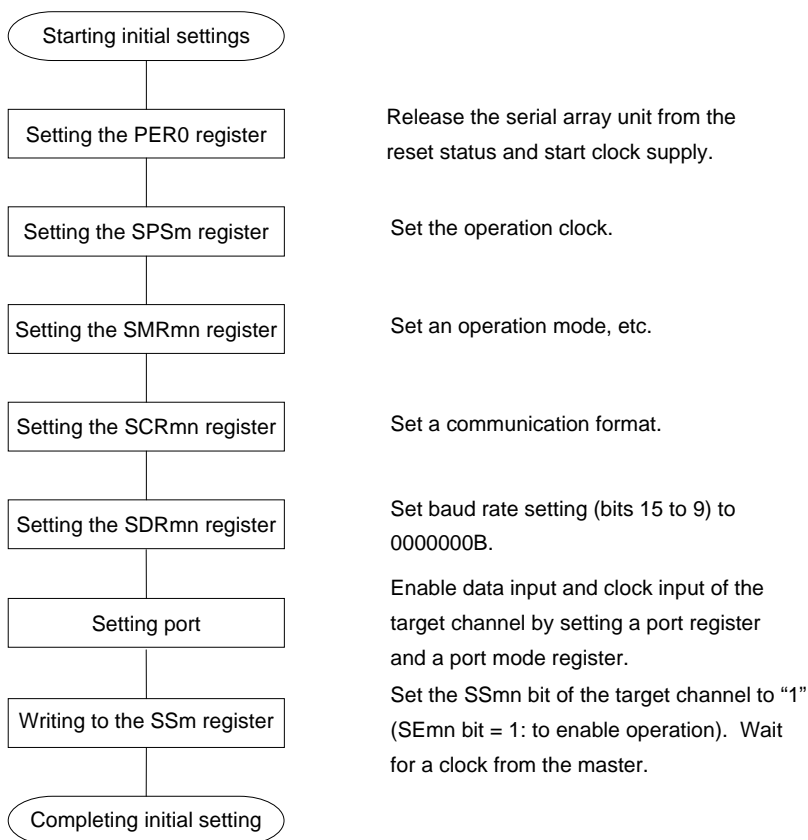 Starting initial settings
Setting the PER0 register
Release the serial array unit from the
reset status and start clock supply.
Setting the SPSm register
Set the operation clock.
Setting the SMRmn register
Set an operation mode, etc.
Setting the SCRmn register
Set a communication format.
Setting the SDRmn register
Set baud rate setting (bits 15 to 9) to
0000000B.
Setting port
Enable data input and clock input of the
target channel by setting a port register
and a port mode register.
Writing to the SSm register
Set the SSmn bit of the target channel to “1”
(SEmn bit = 1: to enable operation). Wait
for a clock from the master.
Completing initial setting